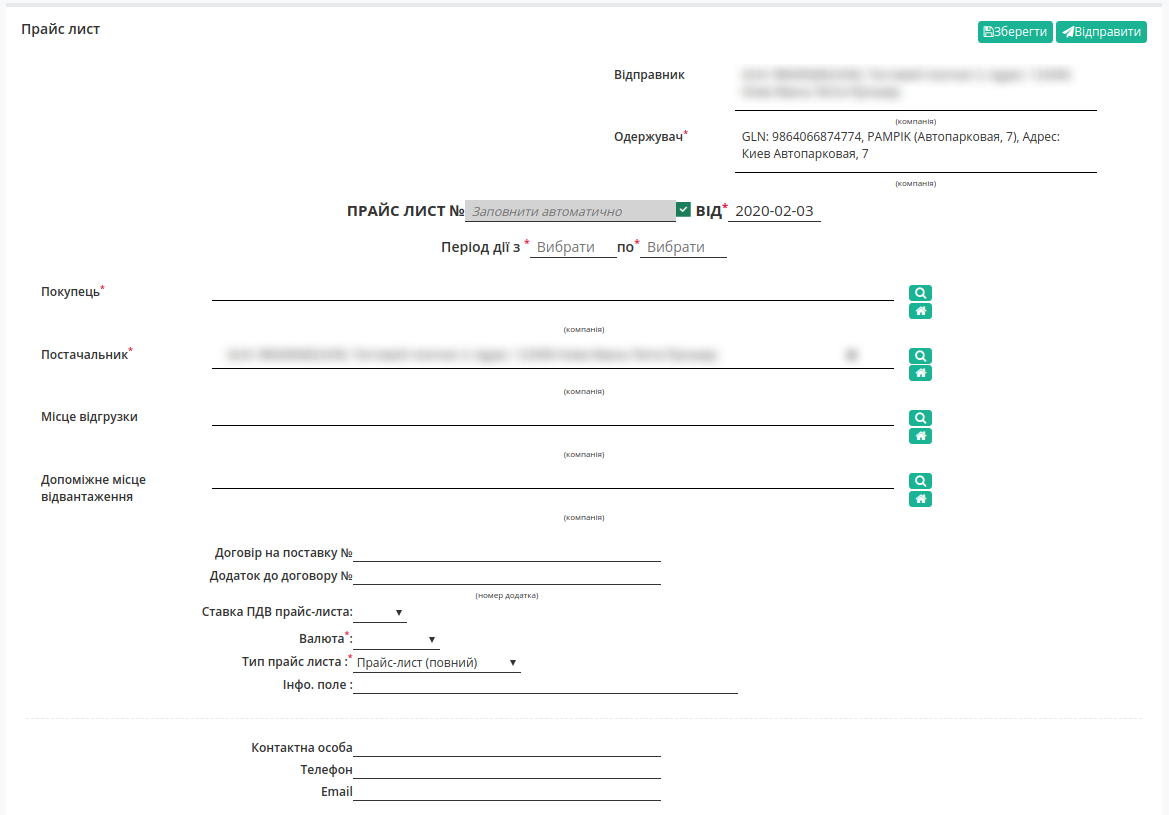 Прайс лист
Зберегти Відправити
Відправник
(компанія)
Одержувач* GLN: 9864066874774, PAMPIK (Автопарковая, 7), Адрес:
Киев Автопарковая, 7
(компанія)
ПРАЙС ЛИСТ № Заповнити автоматично ВІД* 2020-02-03
Період дії з * Вибрати по* Вибрати
Покупець*
(компанія)
Постачальник*
(компанія)
Місце відгрузки
(компанія)
Допоміжне місце
відвантаження
(компанія)
Договір на поставку №
Додаток до договору №
(номер додатка)
Ставка ПДВ прайс-листа:
Валюта*:
Тип прайс листа :* Прайс-лист (повний)
Інфо. поле :
Контактна особа
Телефон
Email